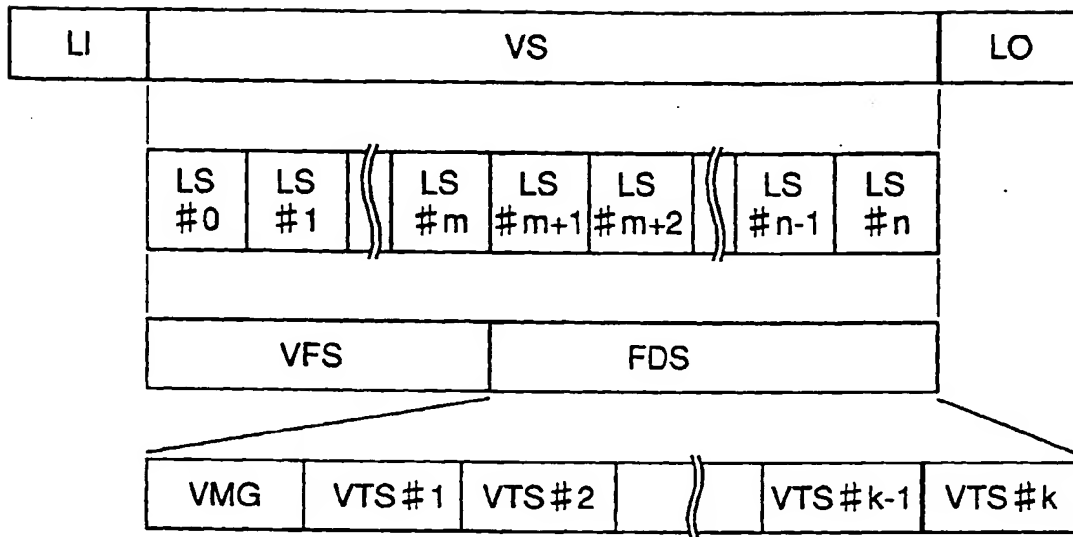 LI VS LO
LS LS LS LS LS LS LS
#0 #1 #m #m+1 #m+2 #n-1 #n
VFS FDS
VMG VTS#1 VTS#2 VTS#k-1 VTS#k